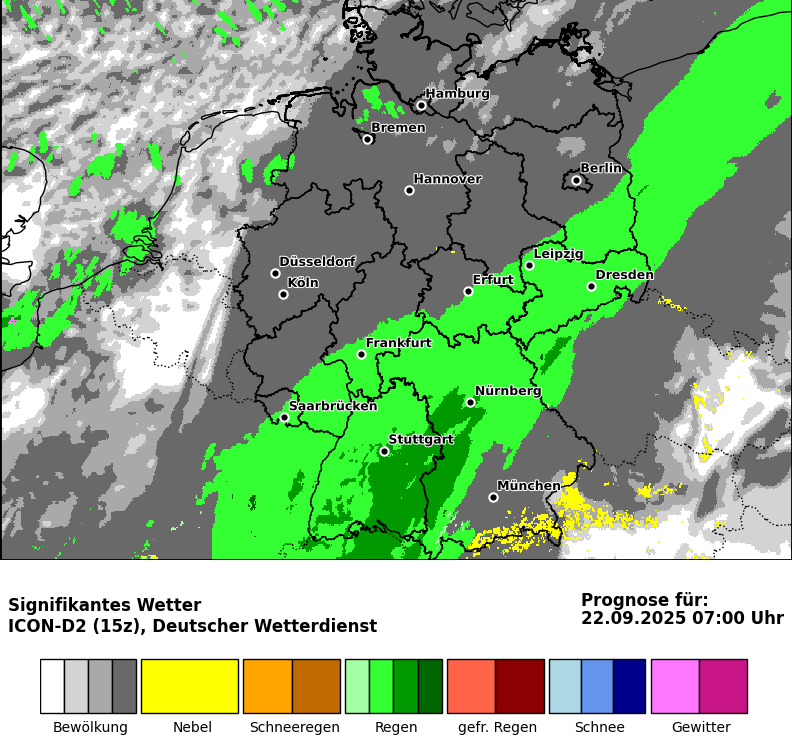 Hamburg
Bremen
Berlin
Hannover
Leipzig
Düsseldorf
Dresden
Köln
Erfurt
Frankfurt
Nürnberg
Saarbrücken
Stuttgart
München
Signifikantes Wetter
ICON-D2 (15z), Deutscher Wetterdienst
Prognose für:
22.09.2025 07:00 Uhr
Bewölkung
Nebel
Schneeregen
Regen
gefr. Regen
Schnee
Gewitter